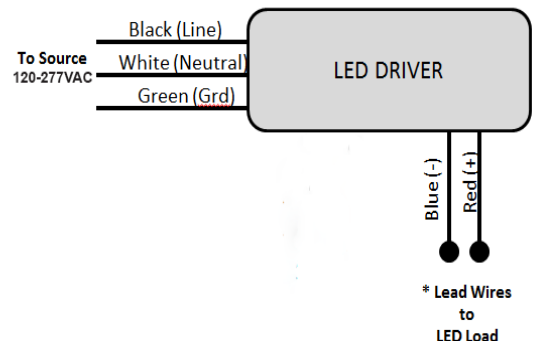 Black (Line)
To Source
120-277VAC
White (Neutral)
Green (Grd)
LED DRIVER
Blue (-)
Red (+)
* Lead Wires
to
LED Load